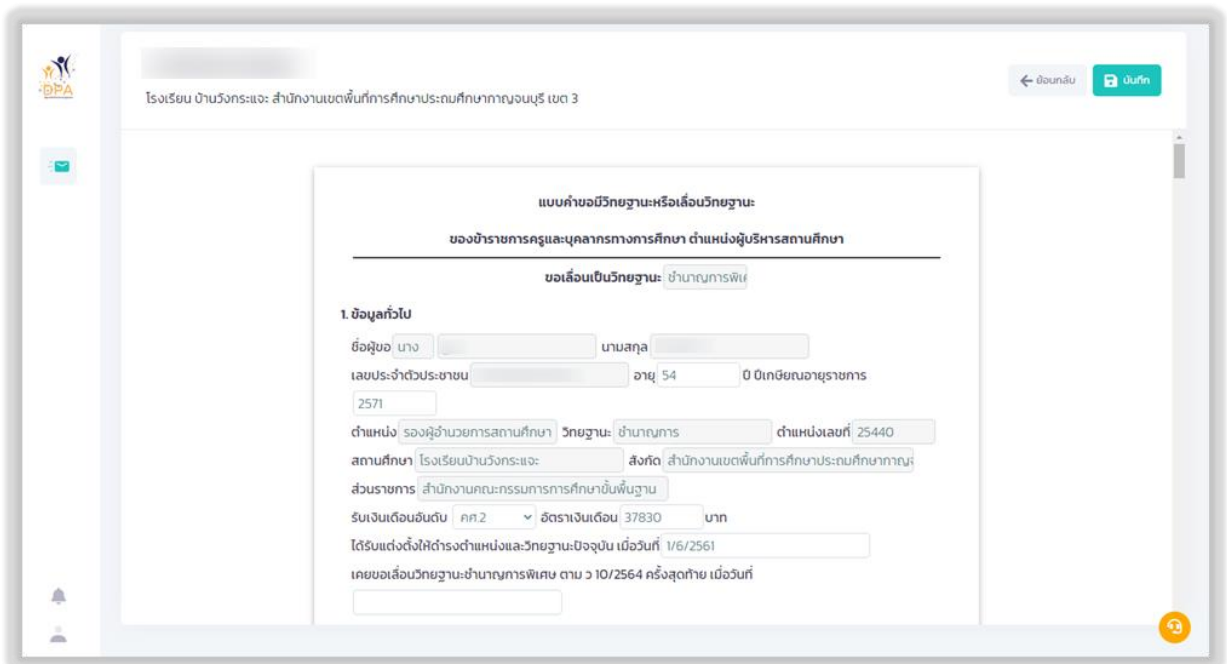 DPA
โรงเรียน บ้านวังกระแจะ สำนักงานเขตพื้นที่การศึกษาประถมศึกษากาญจนบุรี เขต 3
ย้อนกลับ บันทึก
แบบคำขอมีวิทยฐานะหรือเลื่อนวิทยฐานะ
ของข้าราชการครูและบุคลากรทางการศึกษา ตำแหน่งผู้บริหารสถานศึกษา
ขอเลื่อนเป็นวิทยฐานะ ชำนาญการพิเศ
1. ข้อมูลทั่วไป
ชื่อผู้ขอ นาง นามสกุล
เลขประจำตัวประชาชน อายุ 54 ปี ปีเกษียณอายุราชการ
2571
ตำแหน่ง รองผู้อำนวยการสถานศึกษา วิทยฐานะ ชำนาญการ ตำแหน่งเลขที่ 25440
สถานศึกษา โรงเรียนบ้านวังกระแจะ สังกัด สำนักงานเขตพื้นที่การศึกษาประถมศึกษากาญจ
ส่วนราชการ สำนักงานคณะกรรมการการศึกษาขั้นพื้นฐาน
รับเงินเดือนอันดับ คศ.2 อัตราเงินเดือน 37830 บาท
ได้รับแต่งตั้งให้ดำรงตำแหน่งและวิทยฐานะปัจจุบัน เมื่อวันที่ 1/6/2561
เคยขอเลื่อนวิทยฐานะชำนาญการพิเศษ ตาม ว 10/2564 ครั้งสุดท้าย เมื่อวันที่